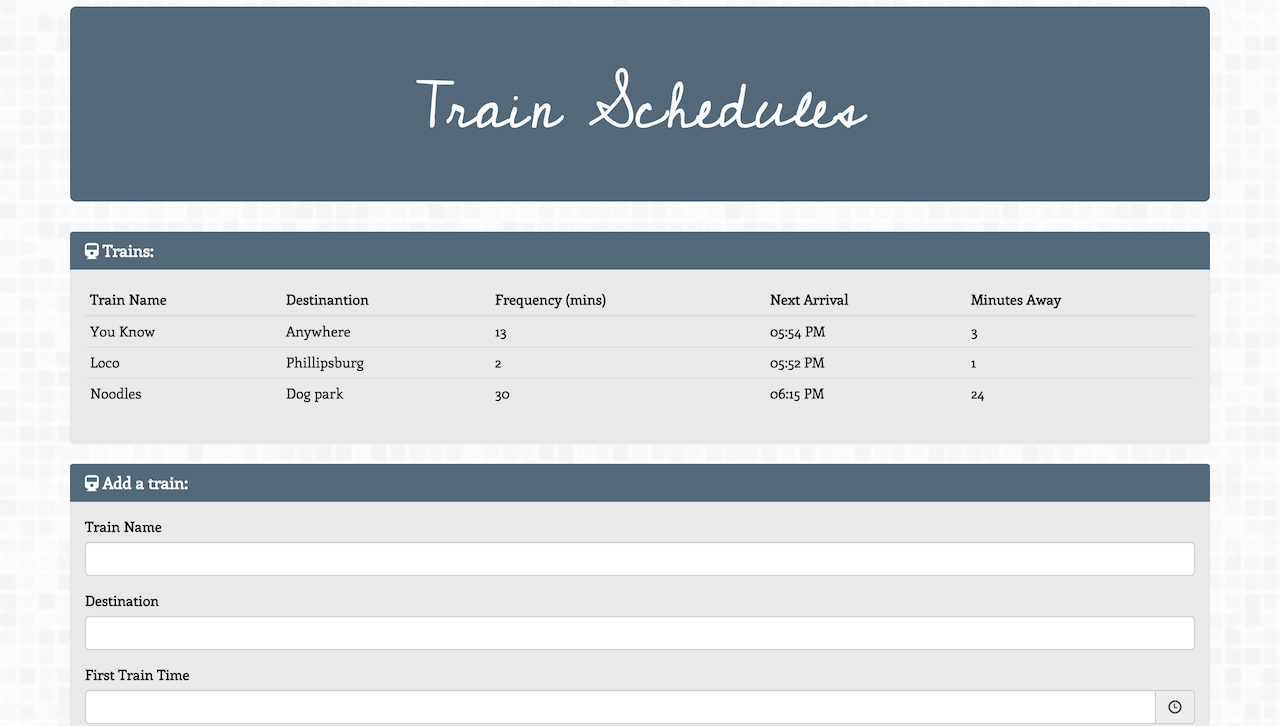 Train Schedules
Trains:
Train Name Destinantion Frequency (mins) Next Arrival Minutes Away
You Know Anywhere 13 05:54 PM 3
Loco Phillipsburg 2 05:52 PM 1
Noodles Dog park 30 06:15 PM 24
Add a train:
Train Name
Destination
First Train Time